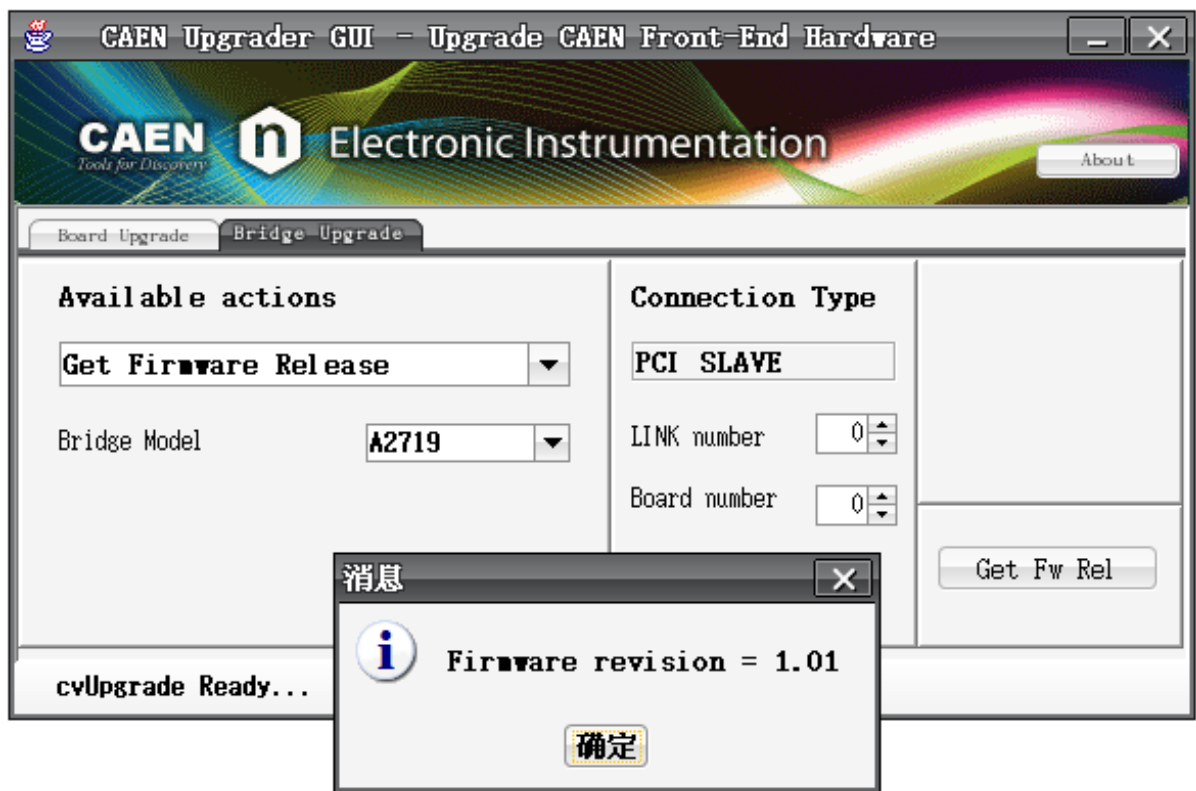 CAEN Upgrader GUI - Upgrade CAEN Front-End Hardware
CAEN n Electronic Instrumentation
Tools for Discovery
About
Board Upgrade
Bridge Upgrade
Available actions
Get Firmware Release
Bridge Model
A2719
Connection Type
PCI SLAVE
LINK number
0
Board number
0
Get Fw Rel
cvUpgrade Ready...
消息
Firmware revision = 1.01
确定